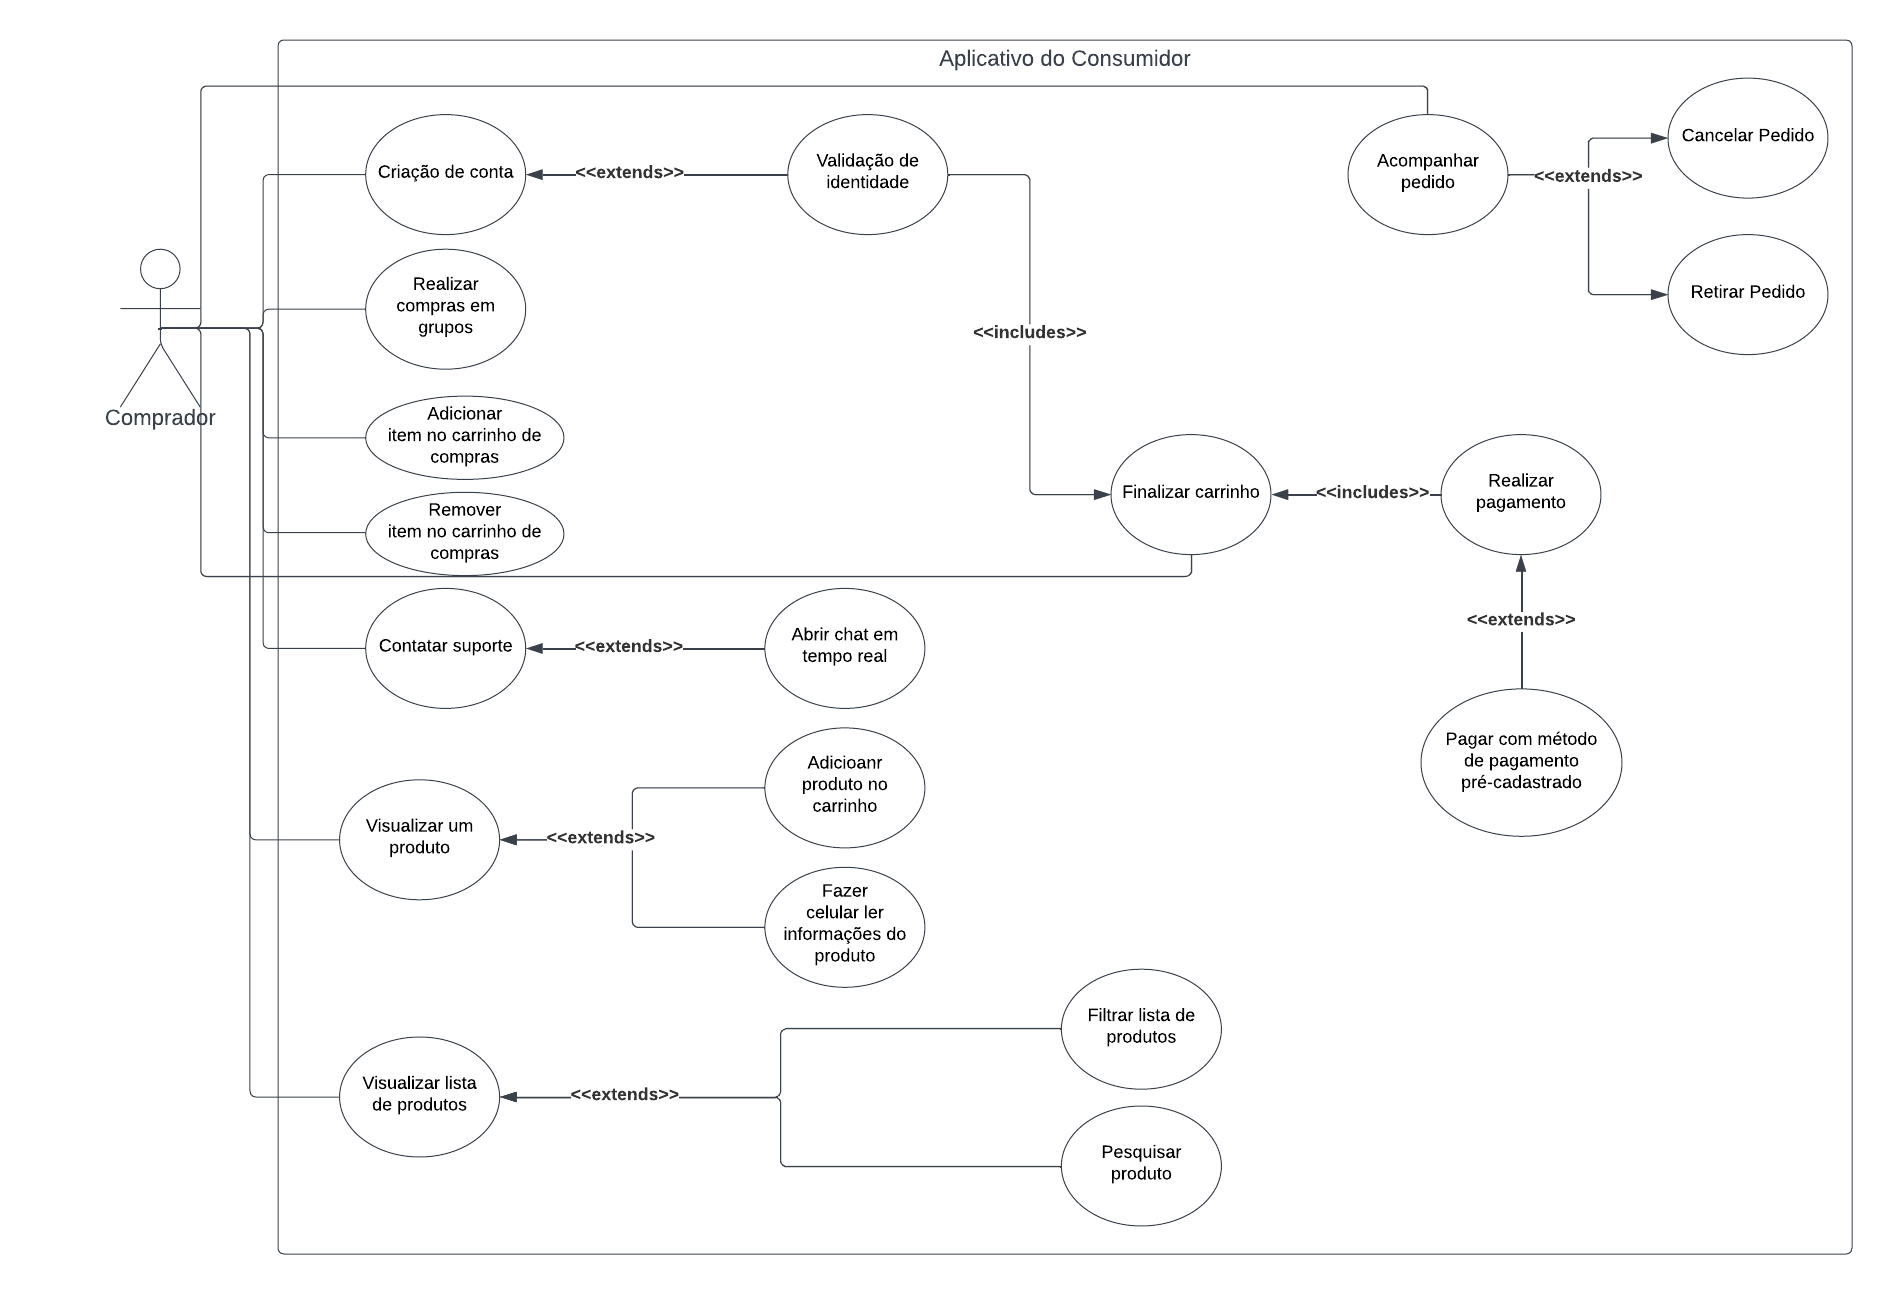 Aplicativo do Consumidor
Criação de conta
<<extends>>
Validação de
identidade
Acompanhar
pedido
<<extends>>
Cancelar Pedido
Retirar Pedido
Realizar
compras em
grupos
<<includes>>
Comprador
Adicionar
item no carrinho de
compras
Remover
item no carrinho de
compras
Finalizar carrinho
<<includes>>
Realizar
pagamento
<<extends>>
Pagar com método
de pagamento
pré-cadastrado
Contatar suporte
<<extends>>
Abrir chat em
tempo real
Visualizar um
produto
<<extends>>
Adicioanr
produto no
carrinho
Fazer
celular ler
informações do
produto
Visualizar lista
de produtos
<<extends>>
Filtrar lista de
produtos
Pesquisar
produto